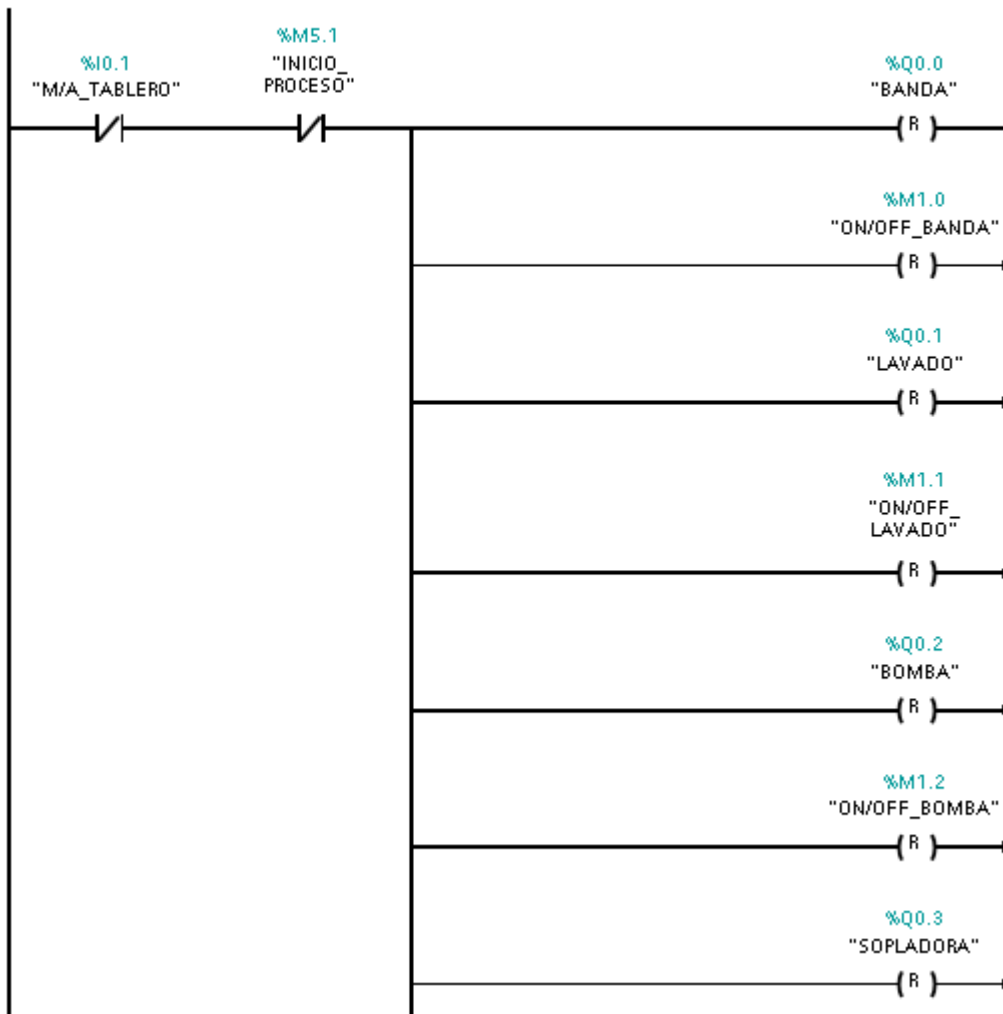 %I0.1
"M/A_TABLERO"
%M5.1
"INICIO_
PROCESO"
%Q0.0
"BANDA"
R
%M1.0
"ON/OFF_BANDA"
R
%Q0.1
"LAVADO"
R
%M1.1
"ON/OFF_
LAVADO"
R
%Q0.2
"BOMBA"
R
%M1.2
"ON/OFF_BOMBA"
R
%Q0.3
"SOPLADORA"
R